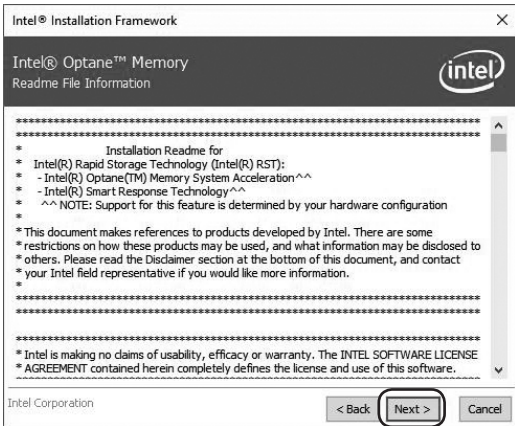 Intel® Installation Framework
Intel® Optane™ Memory
Readme File Information
intel
*******************************************************************************
*******************************************************************************
* Installation Readme for
* Intel(R) Rapid Storage Technology (Intel(R) RST):
* - Intel(R) Optane(TM) Memory System Acceleration^^
* - Intel(R) Smart Response Technology^^
* ^^ NOTE: Support for this feature is determined by your hardware configuration
*
* This document makes references to products developed by Intel. There are some
* restrictions on how these products may be used, and what information may be disclosed to
* others. Please read the Disclaimer section at the bottom of this document, and contact
* your Intel field representative if you would like more information.
*
*******************************************************************************
*******************************************************************************
*******************************************************************************
* Intel is making no claims of usability, efficacy or warranty. The INTEL SOFTWARE LICENSE
* AGREEMENT contained herein completely defines the license and use of this software.
*******************************************************************************
Intel Corporation
< Back Next > Cancel